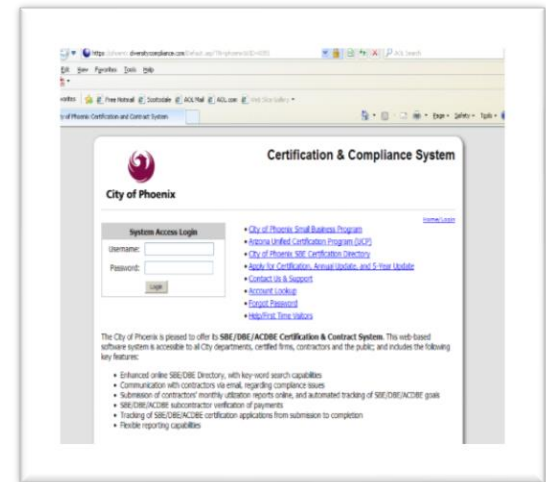 https://phoenix.diversitycompliance.com/Default.asp?
AOL Search
Edit View Favorites Tools Help
Favorites Free Hotmail Scottsdale AOL Mail AOL.com Web Slice Gallery
City of Phoenix Certification and Contract System Page Safety Tools
Certification & Compliance System
City of Phoenix
Home/Login
System Access Login
Username:
Password:
Login
• City of Phoenix Small Business Program
• Arizona Unified Certification Program (UCP)
• City of Phoenix SBE Certification Directory
• Apply for Certification, Annual Update, and 5-Year Update
• Contact Us & Support
• Account Lookup
• Forgot Password
• Help/First Time Visitors
The City of Phoenix is pleased to offer its SBE/DBE/ACDBE Certification & Contract System. This web-based
software system is accessible to all City departments, certified firms, contractors and the public; and includes the following
key features:
• Enhanced online SBE/DBE Directory, with key-word search capabilities
• Communication with contractors via email, regarding compliance issues
• Submission of contractors' monthly utilization reports online, and automated tracking of SBE/DBE/ACDBE goals
• SBE/DBE/ACDBE subcontractor verification of payments
• Tracking of SBE/DBE/ACDBE certification applications from submission to completion
• Flexible reporting capabilities